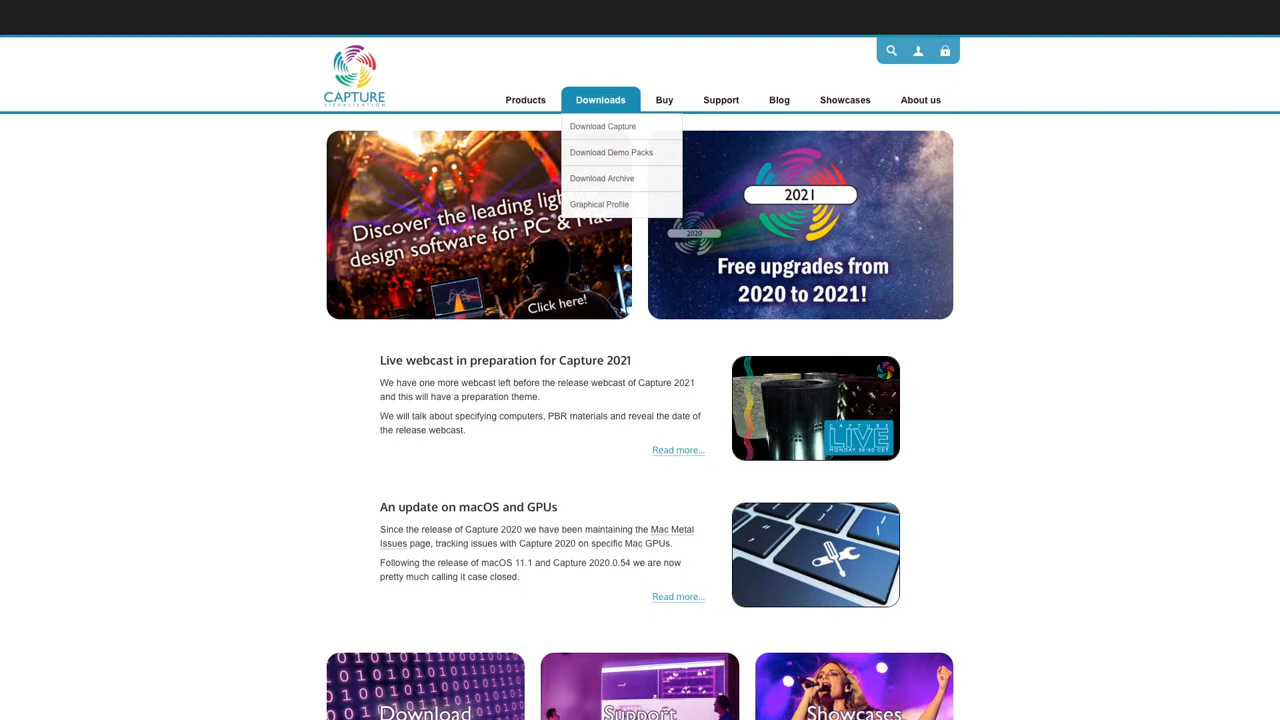 CAPTURE
VISUALISATION
Products
Downloads
Buy
Support
Blog
Showcases
About us
Download Capture
Download Demo Packs
Download Archive
Graphical Profile
Discover the leading
design software for PC & Mac
Click here!
2021
2020
Free upgrades from
2020 to 2021!
Live webcast in preparation for Capture 2021
We have one more webcast left before the release webcast of Capture 2021
and this will have a preparation theme.
We will talk about specifying computers, PBR materials and reveal the date of
the release webcast.
Read more...
CAPTURE
LIVE
MONDAY 20.00 CET
An update on macOS and GPUs
Since the release of Capture 2020 we have been maintaining the Mac Metal
Issues page, tracking issues with Capture 2020 on specific Mac GPUs.
Following the release of macOS 11.1 and Capture 2020.0.54 we are now
pretty much calling it case closed.
Read more...
Download
Support
Showcases